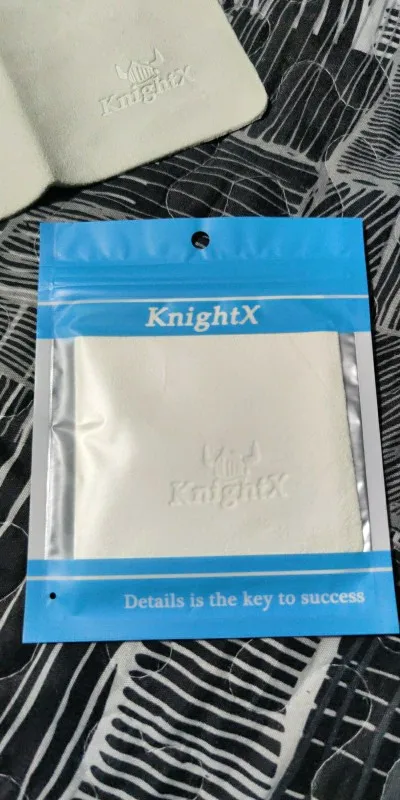 KnightX
KnightX
KnightX
Details is the key to success